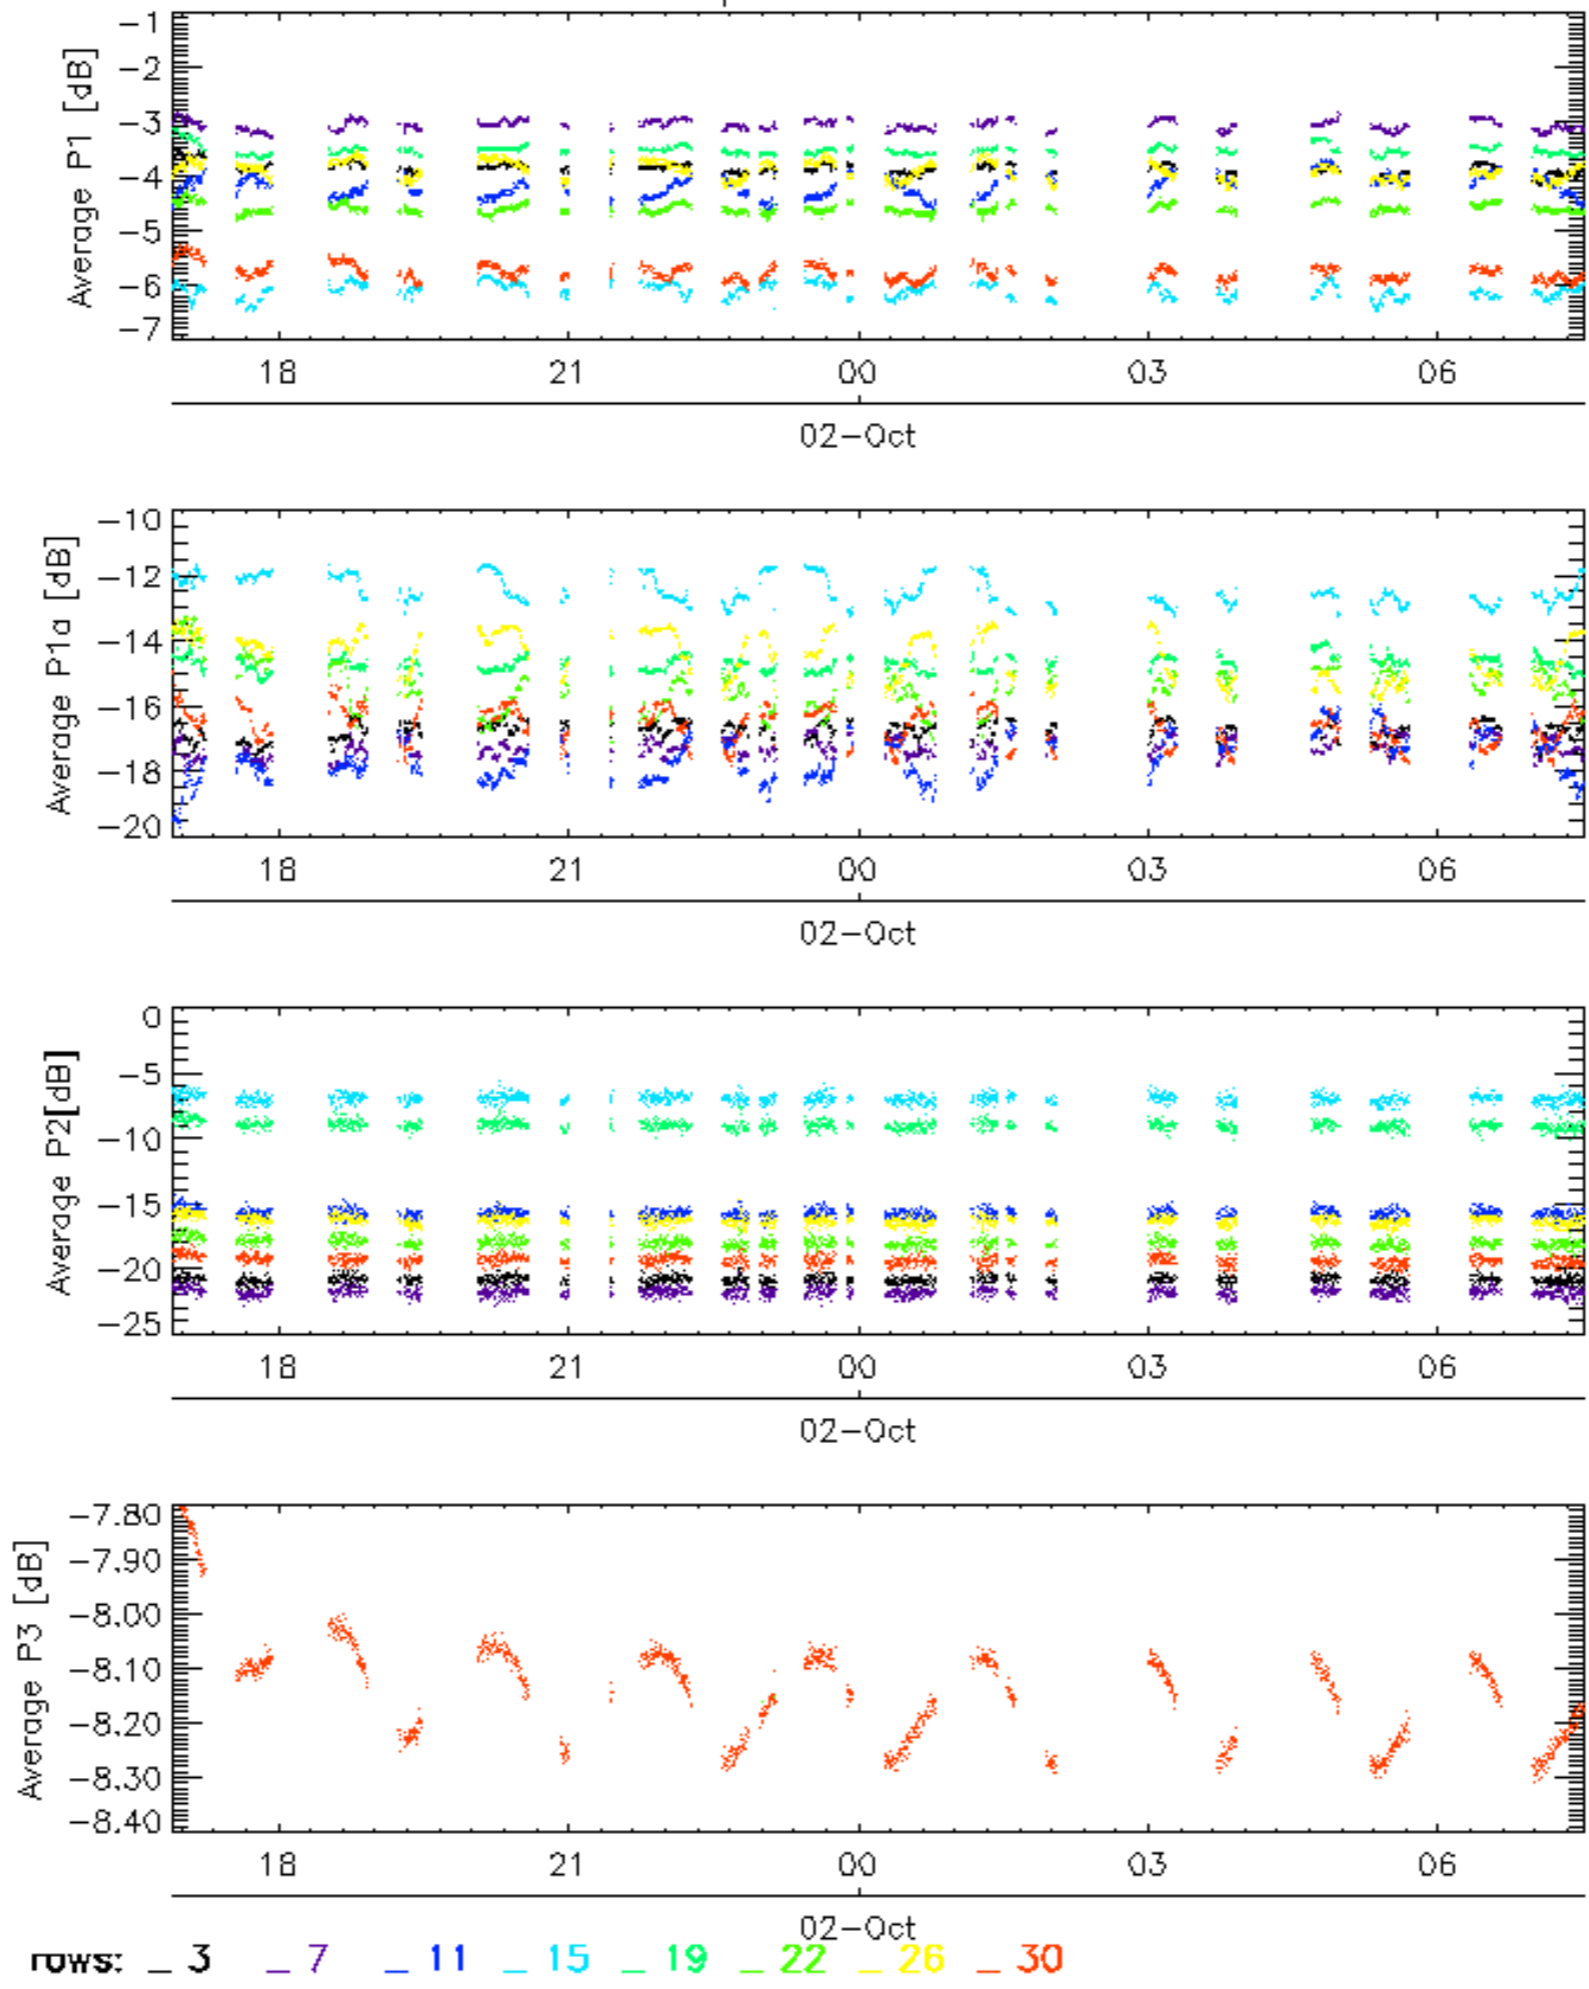 Average P1 [dB]
-1
-2
-3
-4
-5
-6
-7
18 21 00 03 06
02-Oct
Average P1a [dB]
-10
-12
-14
-16
-18
-20
18 21 00 03 06
02-Oct
Average P2[dB]
0
-5
-10
-15
-20
-25
18 21 00 03 06
02-Oct
Average P3 [dB]
-7.80
-7.90
-8.00
-8.10
-8.20
-8.30
-8.40
18 21 00 03 06
02-Oct
rows: _ 3 _ 7 _ 11 _ 15 _ 19 _ 22 _ 26 _ 30